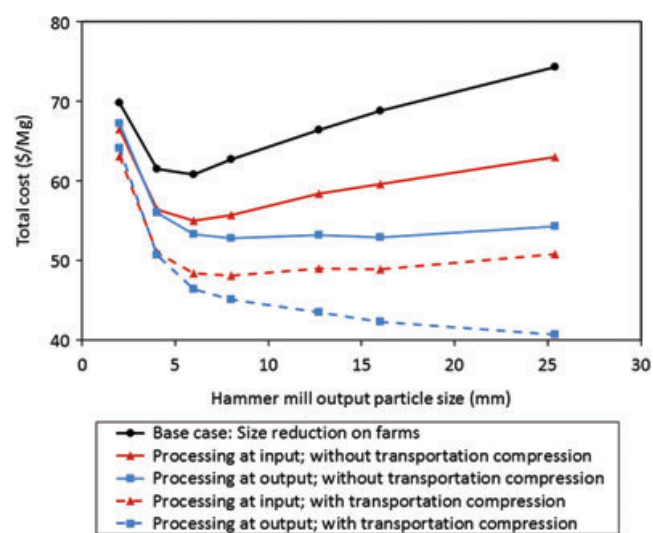 80
70
60
50
40
Total cost ($/Mg)
0 5 10 15 20 25 30
Hammer mill output particle size (mm)
Base case: Size reduction on farms
Processing at input; without transportation compression
Processing at output; without transportation compression
Processing at input; with transportation compression
Processing at output; with transportation compression